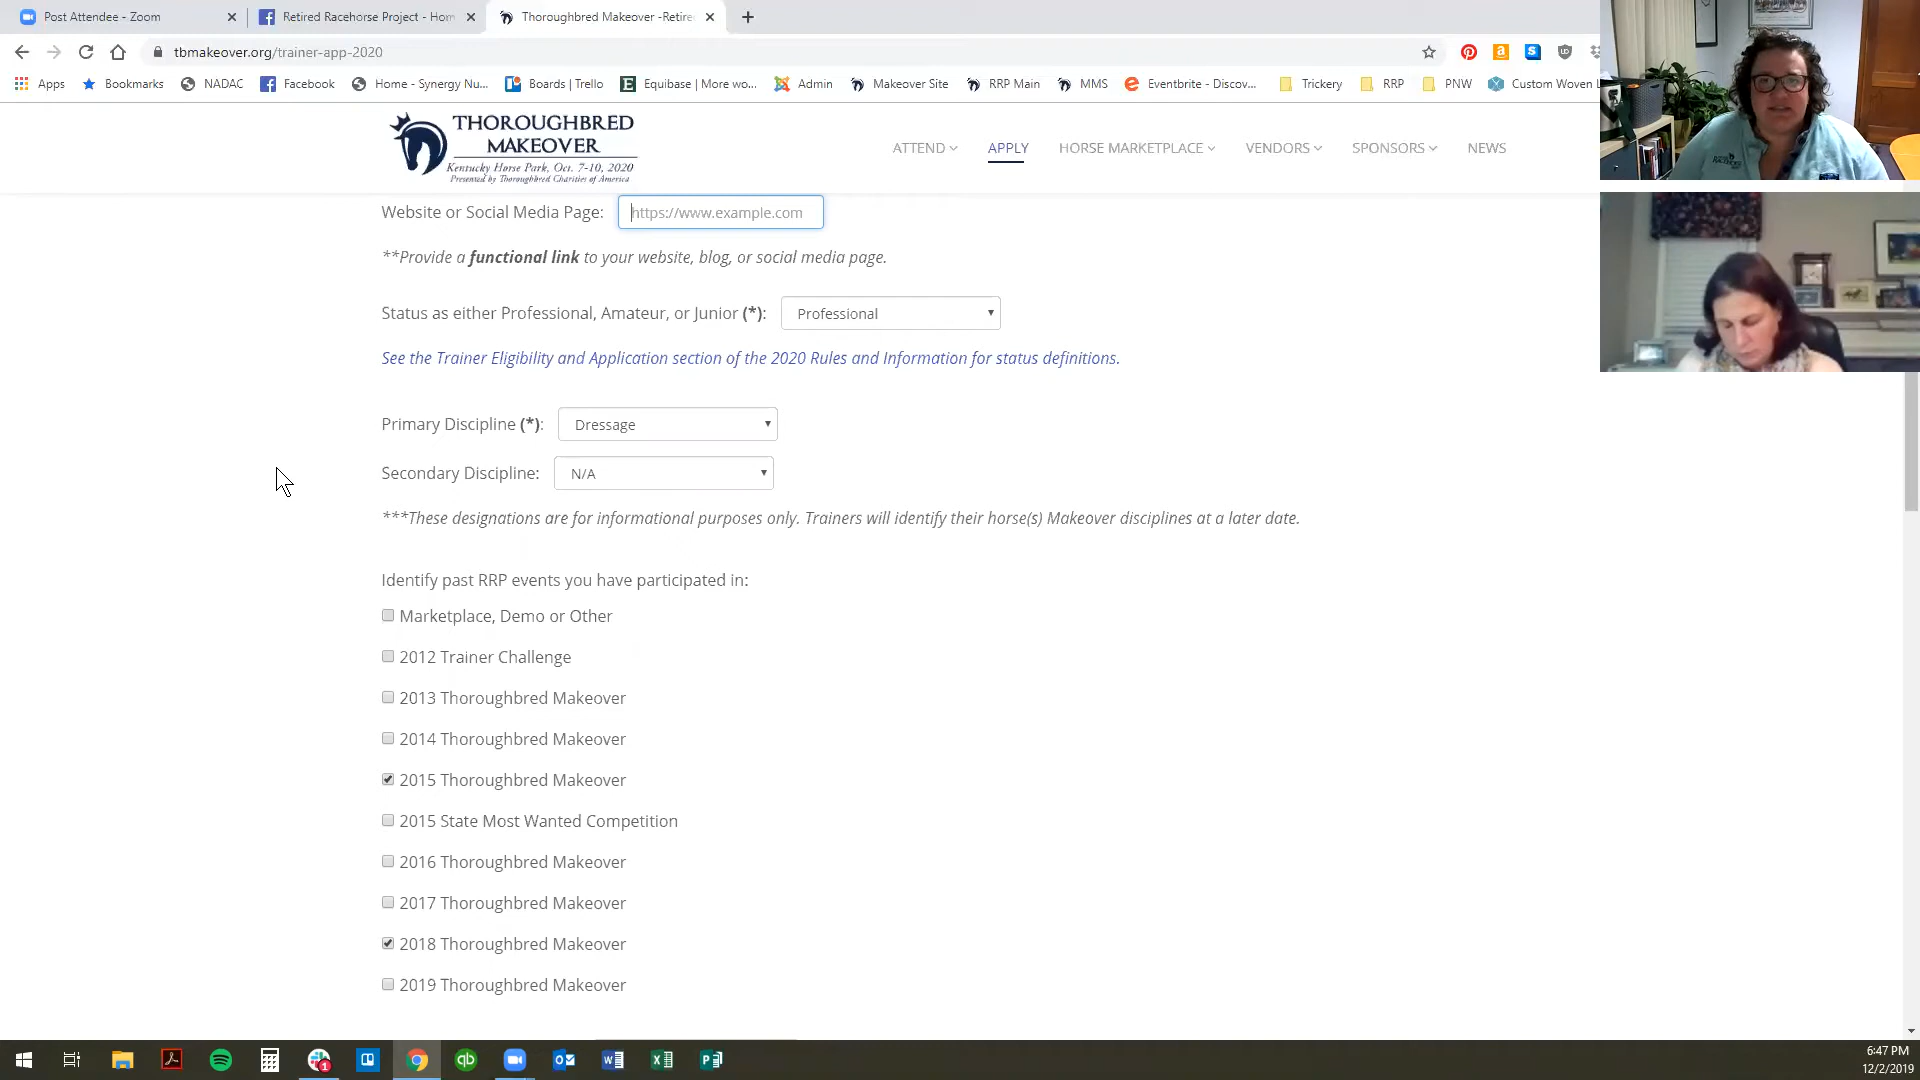 Post Attendee - Zoom
Retired Racehorse Project - Hom
Thoroughbred Makeover -Retire
tbmakeover.org/trainer-app-2020
Apps
Bookmarks
NADAC
Facebook
Home - Synergy Nu...
Boards | Trello
Equibase | More wo...
Admin
Makeover Site
RRP Main
MMS
Eventbrite - Discov...
Trickery
RRP
PNW
Custom Woven L
THOROUGHBRED
MAKEOVER
Kentucky Horse Park, Oct. 7-10, 2020
Presented by Thoroughbred Charities of America
ATTEND
APPLY
HORSE MARKETPLACE
VENDORS
SPONSORS
NEWS
Website or Social Media Page: https://www.example.com
**Provide a functional link to your website, blog, or social media page.
Status as either Professional, Amateur, or Junior (*): Professional
See the Trainer Eligibility and Application section of the 2020 Rules and Information for status definitions.
Primary Discipline (*): Dressage
Secondary Discipline: N/A
***These designations are for informational purposes only. Trainers will identify their horse(s) Makeover disciplines at a later date.
Identify past RRP events you have participated in:
Marketplace, Demo or Other
2012 Trainer Challenge
2013 Thoroughbred Makeover
2014 Thoroughbred Makeover
2015 Thoroughbred Makeover
2015 State Most Wanted Competition
2016 Thoroughbred Makeover
2017 Thoroughbred Makeover
2018 Thoroughbred Makeover
2019 Thoroughbred Makeover
6:47 PM
12/2/2019